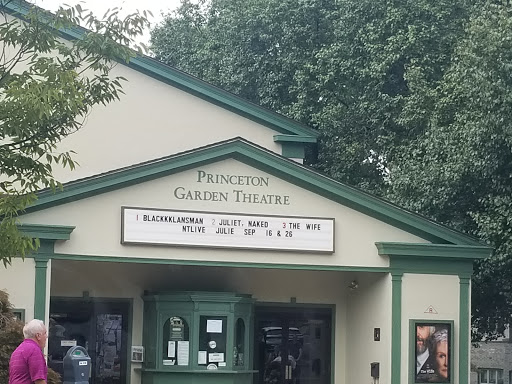 PRINCETON
GARDEN THEATRE
1 BLACKKKLANSMAN 2 JULIET, NAKED 3 THE WIFE
NTLIVE JULIE SEP 16 & 26